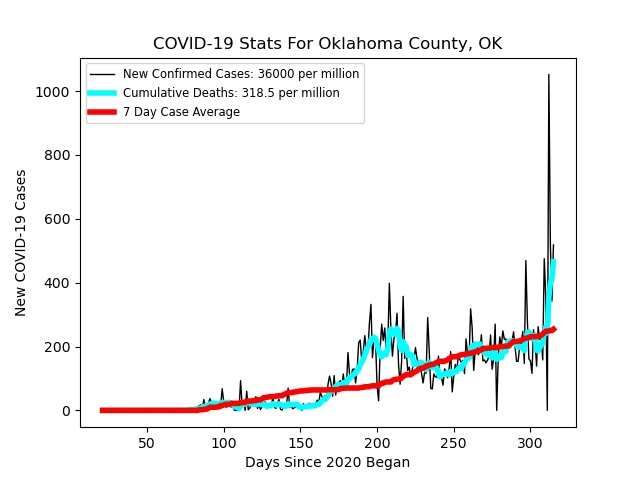 COVID-19 Stats For Oklahoma County, OK
New Confirmed Cases: 36000 per million
Cumulative Deaths: 318.5 per million
7 Day Case Average
New COVID-19 Cases
1000
800
600
400
200
0
50 100 150 200 250 300
Days Since 2020 Began